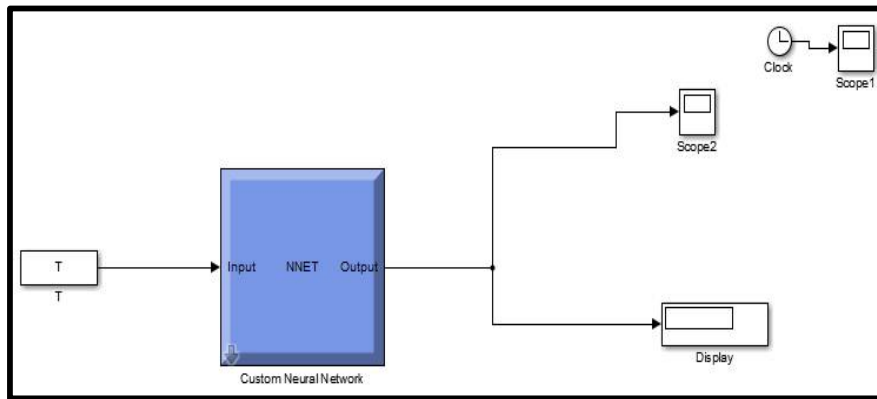 Clock
Scope1
Scope2
T
Input NNET Output
T
Display
Custom Neural Network